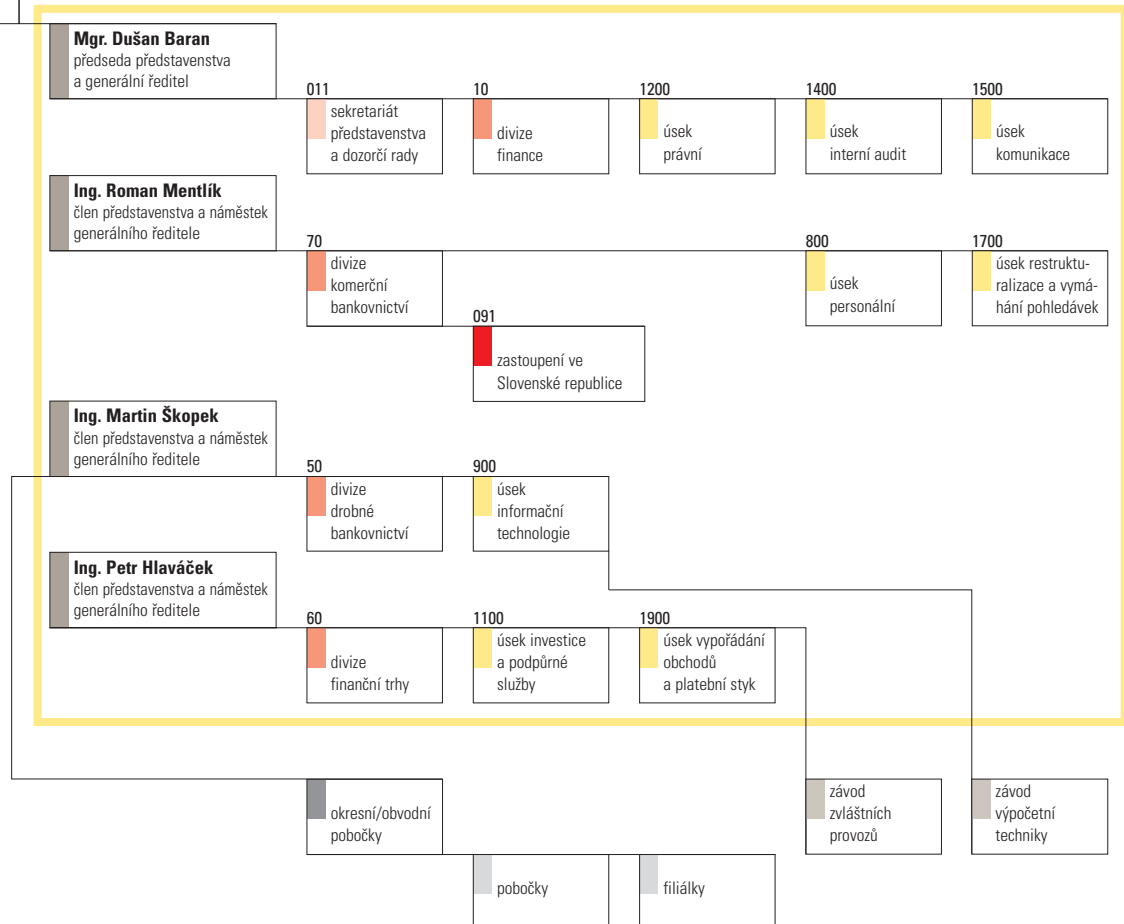 Mgr. Dušan Baran
předseda představenstva
a generální ředitel
011
sekretariát
představenstva
a dozorčí rady
10
divize
finance
1200
úsek
právní
1400
úsek
interní audit
1500
úsek
komunikace
Ing. Roman Mentlík
člen představenstva a náměstek
generálního ředitele
70
divize
komerční
bankovnictví
800
úsek
personální
1700
úsek restruktu-
ralizace a vymá-
hání pohledávek
091
zastoupení ve
Slovenské republice
Ing. Martin Škopek
člen představenstva a náměstek
generálního ředitele
50
divize
drobné
bankovnictví
900
úsek
informační
technologie
Ing. Petr Hlaváček
člen představenstva a náměstek
generálního ředitele
60
divize
finanční trhy
1100
úsek investice
a podpůrné
služby
1900
úsek vypořádání
obchodů
a platební styk
okresní/obvodní
pobočky
závod
zvláštních
provozů
závod
výpočetní
techniky
pobočky
filiálky